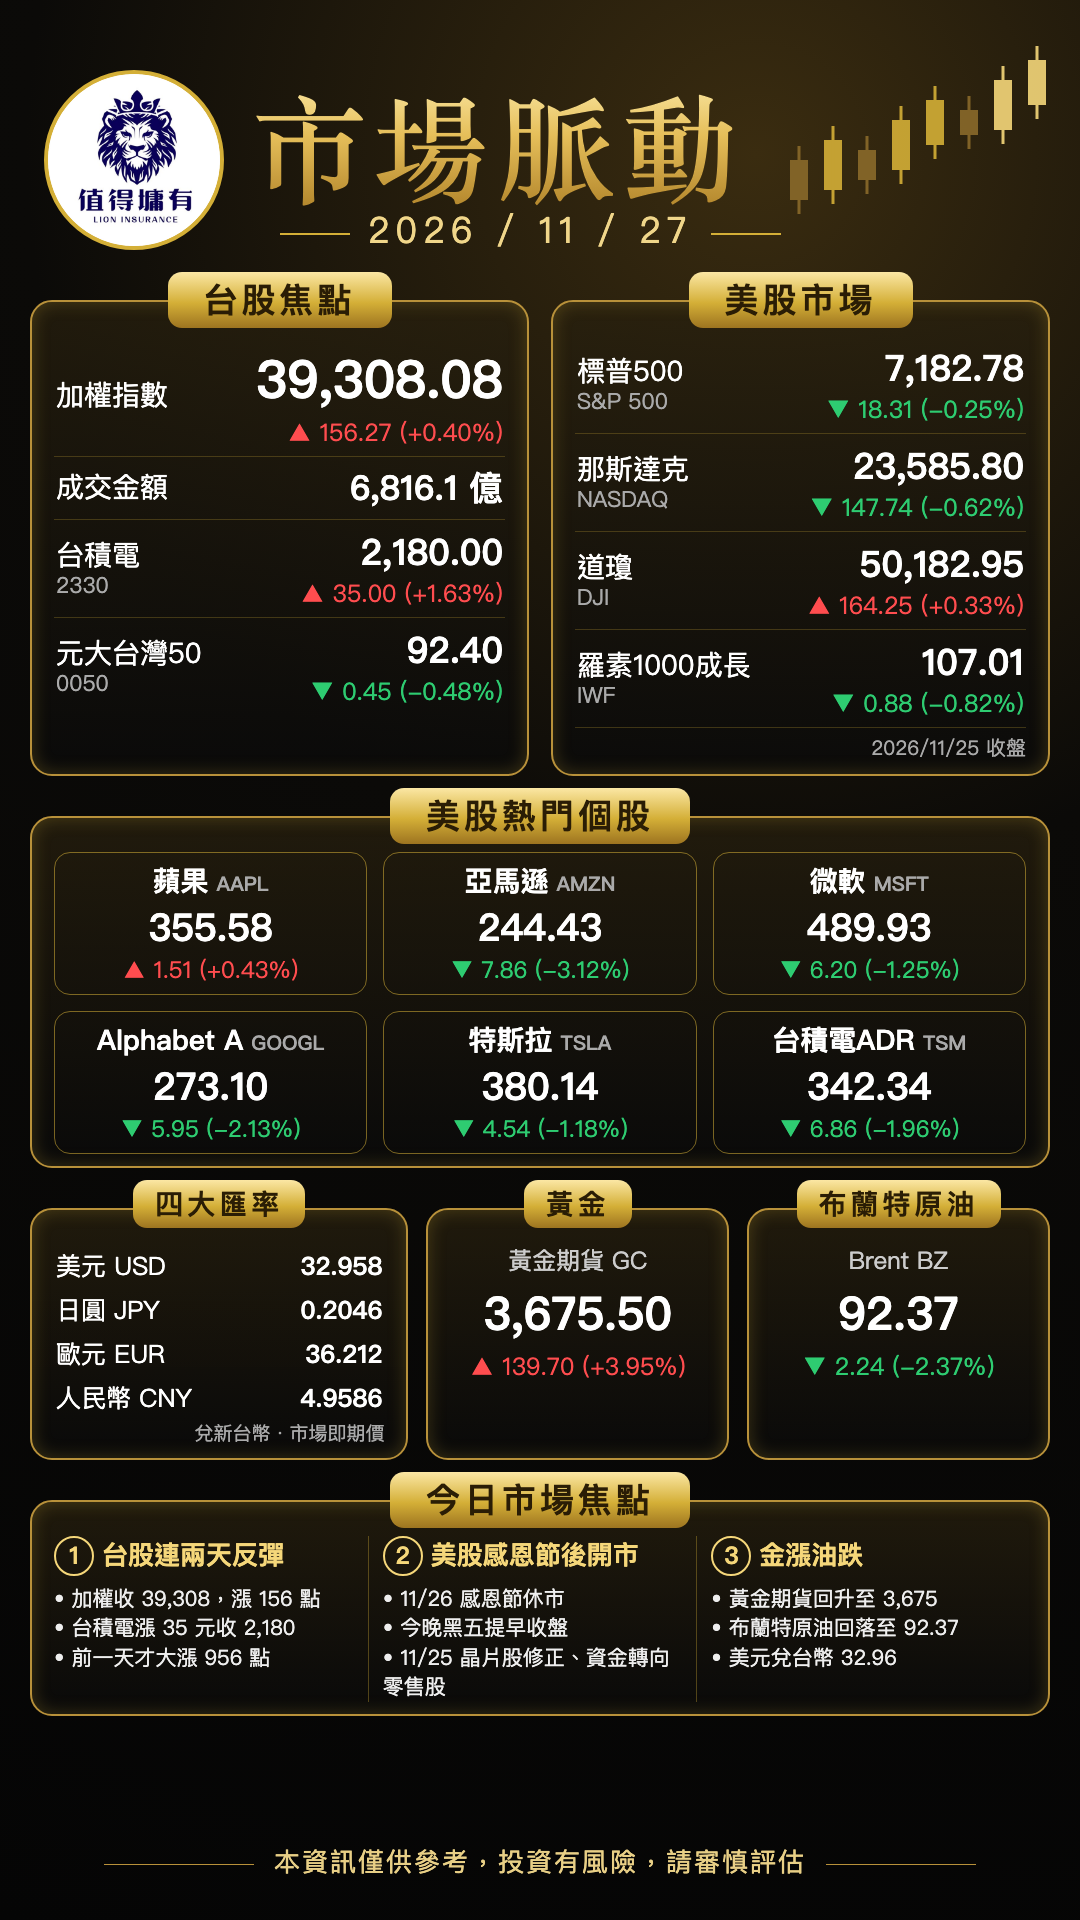 值得墉有
LION INSURANCE
市場脈動
2026 / 11 / 27
台股焦點
加權指數 39,308.08
▲ 156.27 (+0.40%)
成交金額 6,816.1 億
台積電 2,180.00
2330 ▲ 35.00 (+1.63%)
元大台灣50 92.40
0050 ▼ 0.45 (−0.48%)
美股市場
標普500 7,182.78
S&P 500 ▼ 18.31 (−0.25%)
那斯達克 23,585.80
NASDAQ ▼ 147.74 (−0.62%)
道瓊 50,182.95
DJI ▲ 164.25 (+0.33%)
羅素1000成長 107.01
IWF ▼ 0.88 (−0.82%)
2026/11/25 收盤
美股熱門個股
蘋果 AAPL
355.58
▲ 1.51 (+0.43%)
亞馬遜 AMZN
244.43
▼ 7.86 (−3.12%)
微軟 MSFT
489.93
▼ 6.20 (−1.25%)
Alphabet A GOOGL
273.10
▼ 5.95 (−2.13%)
特斯拉 TSLA
380.14
▼ 4.54 (−1.18%)
台積電ADR TSM
342.34
▼ 6.86 (−1.96%)
四大匯率
美元 USD 32.958
日圓 JPY 0.2046
歐元 EUR 36.212
人民幣 CNY 4.9586
兌新台幣 · 市場即期價
黃金
黃金期貨 GC
3,675.50
▲ 139.70 (+3.95%)
布蘭特原油
Brent BZ
92.37
▼ 2.24 (−2.37%)
今日市場焦點
1 台股連兩天反彈
• 加權收 39,308，漲 156 點
• 台積電漲 35 元收 2,180
• 前一天才大漲 956 點
2 美股感恩節後開市
• 11/26 感恩節休市
• 今晚黑五提早收盤
• 11/25 晶片股修正、資金轉向
零售股
3 金漲油跌
• 黃金期貨回升至 3,675
• 布蘭特原油回落至 92.37
• 美元兌台幣 32.96
本資訊僅供參考，投資有風險，請審慎評估